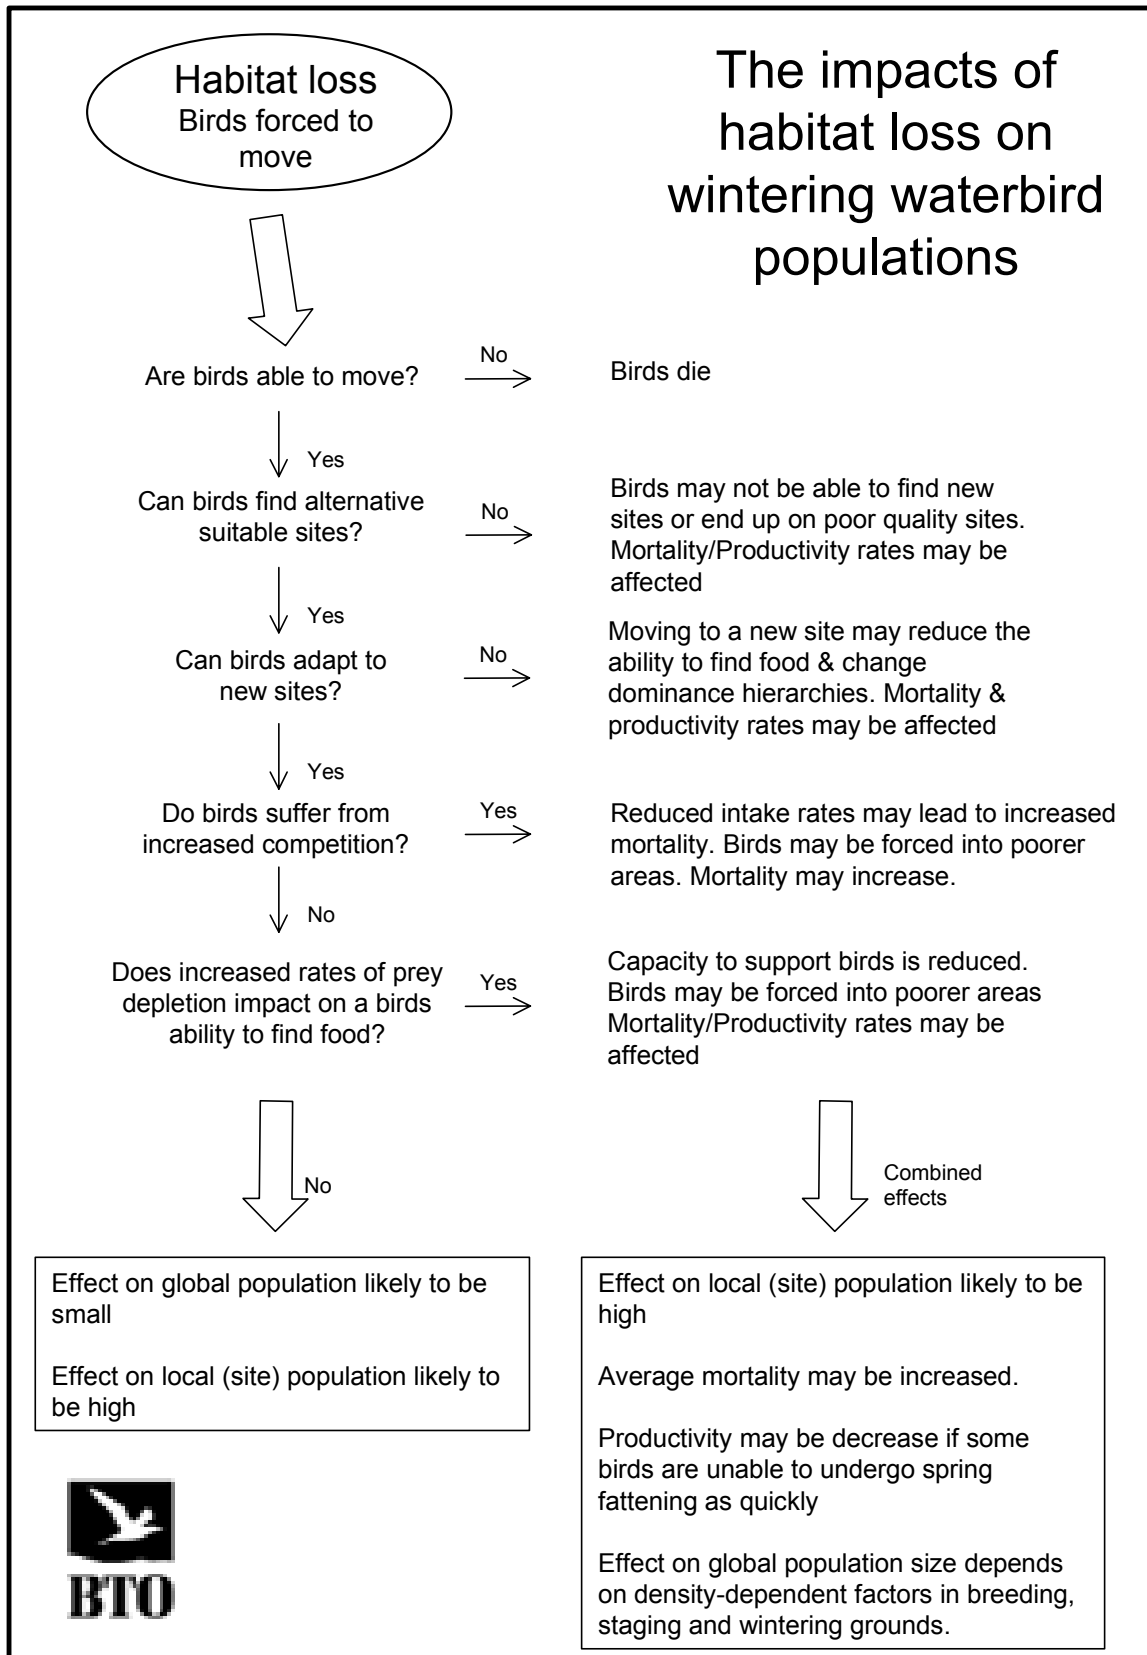 Habitat loss
Birds forced to
move
The impacts of
habitat loss on
wintering waterbird
populations
Are birds able to move?
No
Birds die
Yes
Can birds find alternative
suitable sites?
No
Birds may not be able to find new
sites or end up on poor quality sites.
Mortality/Productivity rates may be
affected
Yes
Can birds adapt to
new sites?
No
Moving to a new site may reduce the
ability to find food & change
dominance hierarchies. Mortality &
productivity rates may be affected
Yes
Do birds suffer from
increased competition?
Yes
Reduced intake rates may lead to increased
mortality. Birds may be forced into poorer
areas. Mortality may increase.
No
Does increased rates of prey
depletion impact on a birds
ability to find food?
Yes
Capacity to support birds is reduced.
Birds may be forced into poorer areas
Mortality/Productivity rates may be
affected
No
Combined
effects
Effect on global population likely to be
small
Effect on local (site) population likely to
be high
Effect on local (site) population likely to be
high
Average mortality may be increased.
Productivity may be decrease if some
birds are unable to undergo spring
fattening as quickly
Effect on global population size depends
on density-dependent factors in breeding,
staging and wintering grounds.
BTO